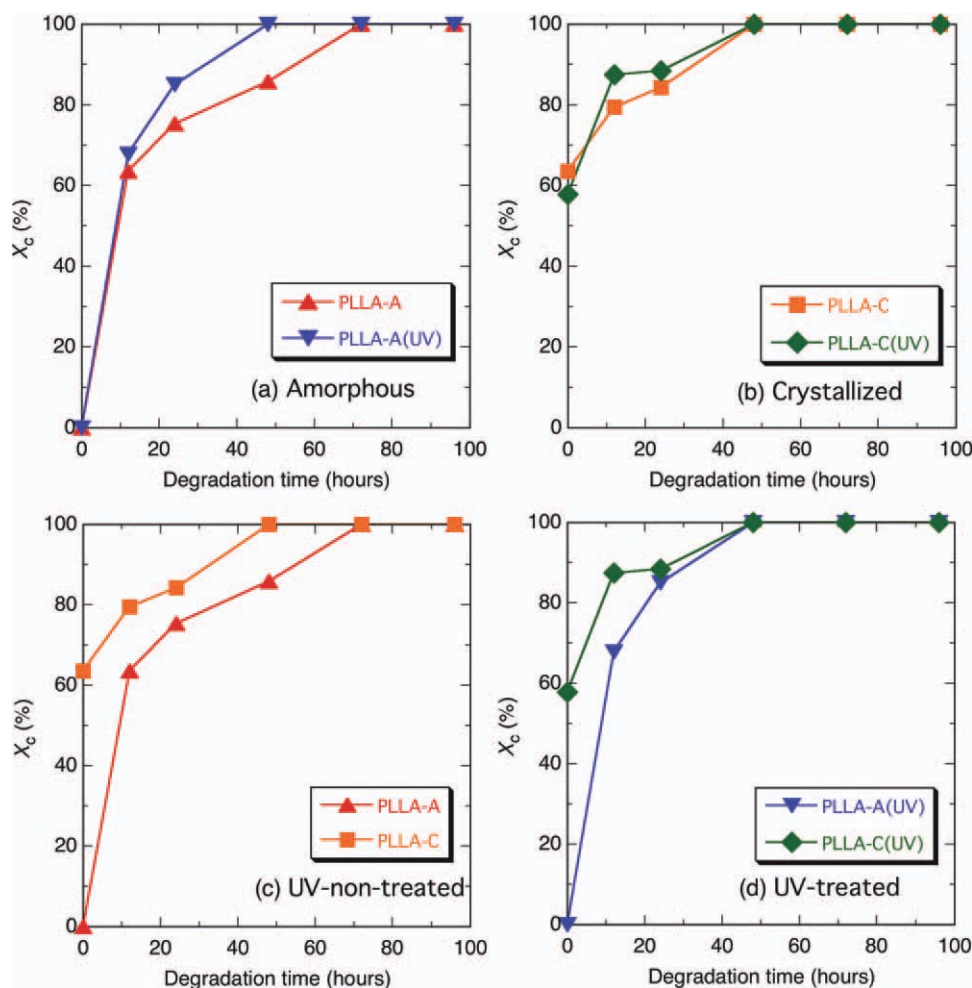 100
80
60
40
20
0
X_c (%)
PLLA-A
PLLA-A(UV)
(a) Amorphous
0 20 40 60 80 100
Degradation time (hours)
100
80
60
40
20
0
X_c (%)
PLLA-C
PLLA-C(UV)
(b) Crystallized
0 20 40 60 80 100
Degradation time (hours)
100
80
60
40
20
0
X_c (%)
PLLA-A
PLLA-C
(c) UV-non-treated
0 20 40 60 80 100
Degradation time (hours)
100
80
60
40
20
0
X_c (%)
PLLA-A(UV)
PLLA-C(UV)
(d) UV-treated
0 20 40 60 80 100
Degradation time (hours)